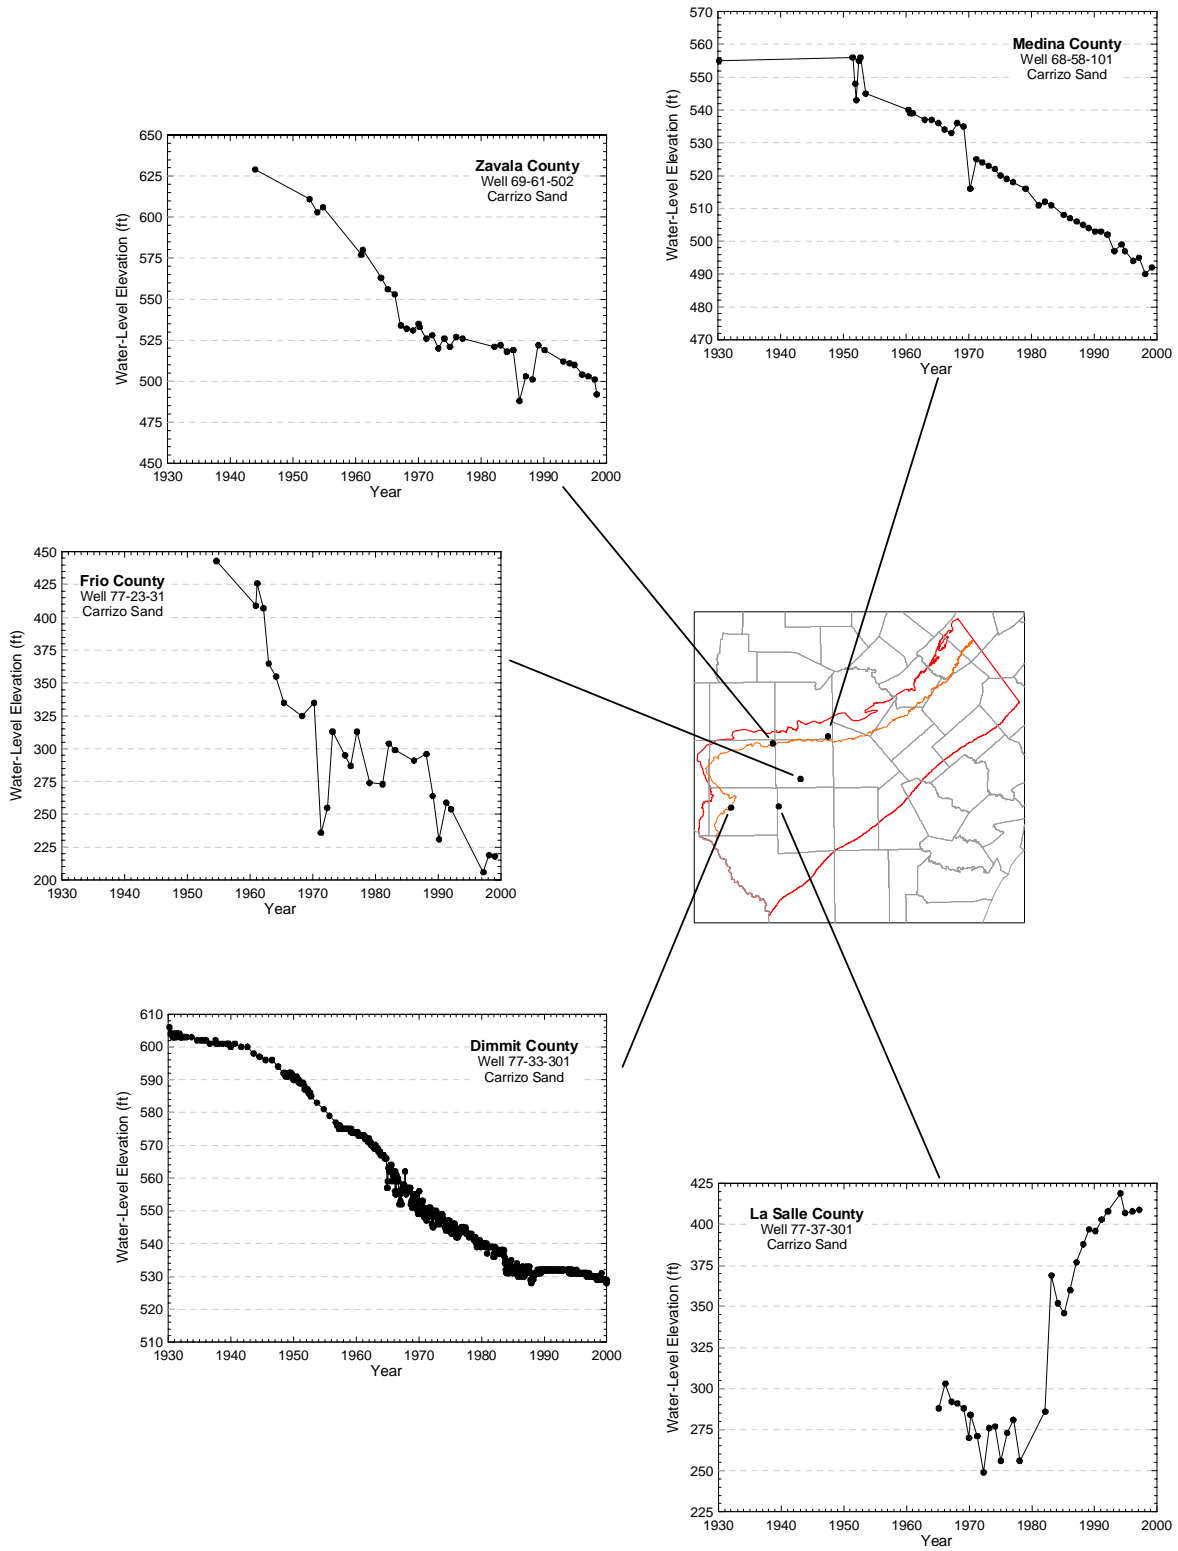 570
560
550
540
530
520
510
500
490
480
470
Water-Level Elevation (ft)
Medina County
Well 68-58-101
Carrizo Sand
1930 1940 1950 1960 1970 1980 1990 2000
Year
650
625
600
575
550
525
500
475
450
Water-Level Elevation (ft)
Zavala County
Well 69-61-502
Carrizo Sand
1930 1940 1950 1960 1970 1980 1990 2000
Year
450
425
400
375
350
325
300
275
250
225
200
Water-Level Elevation (ft)
Frio County
Well 77-23-31
Carrizo Sand
1930 1940 1950 1960 1970 1980 1990 2000
Year
610
600
590
580
570
560
550
540
530
520
510
Water-Level Elevation (ft)
Dimmit County
Well 77-33-301
Carrizo Sand
1930 1940 1950 1960 1970 1980 1990 2000
Year
425
400
375
350
325
300
275
250
225
Water-Level Elevation (ft)
La Salle County
Well 77-37-301
Carrizo Sand
1930 1940 1950 1960 1970 1980 1990 2000
Year